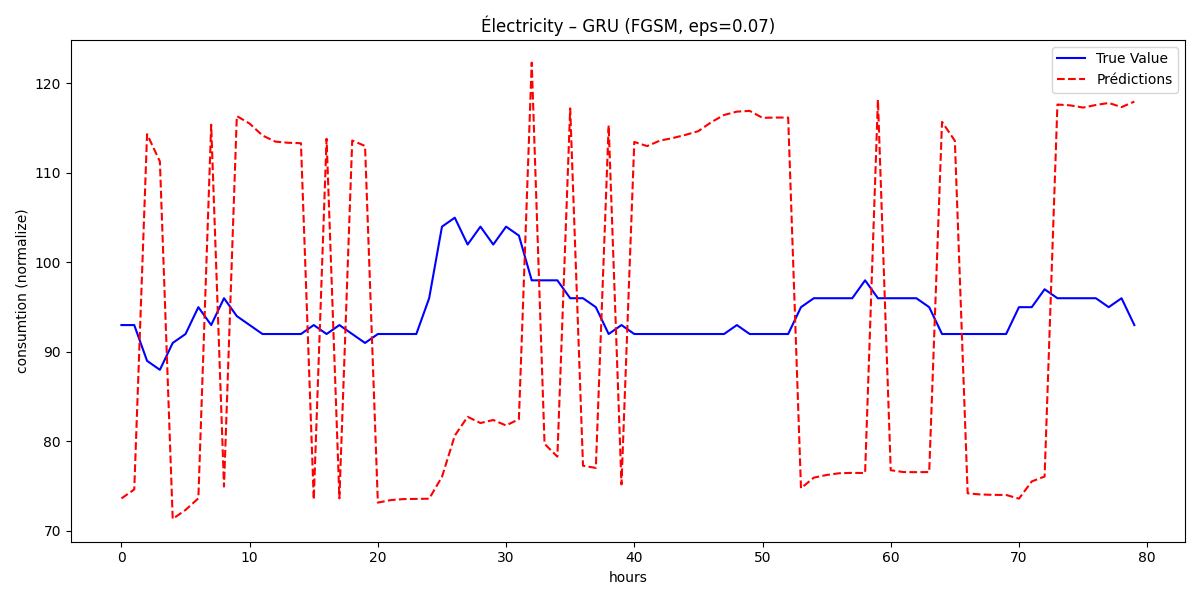 Électricity – GRU (FGSM, eps=0.07)
True Value
Prédictions
consumtion (normalize)
120
110
100
90
80
70
0 10 20 30 40 50 60 70 80
hours